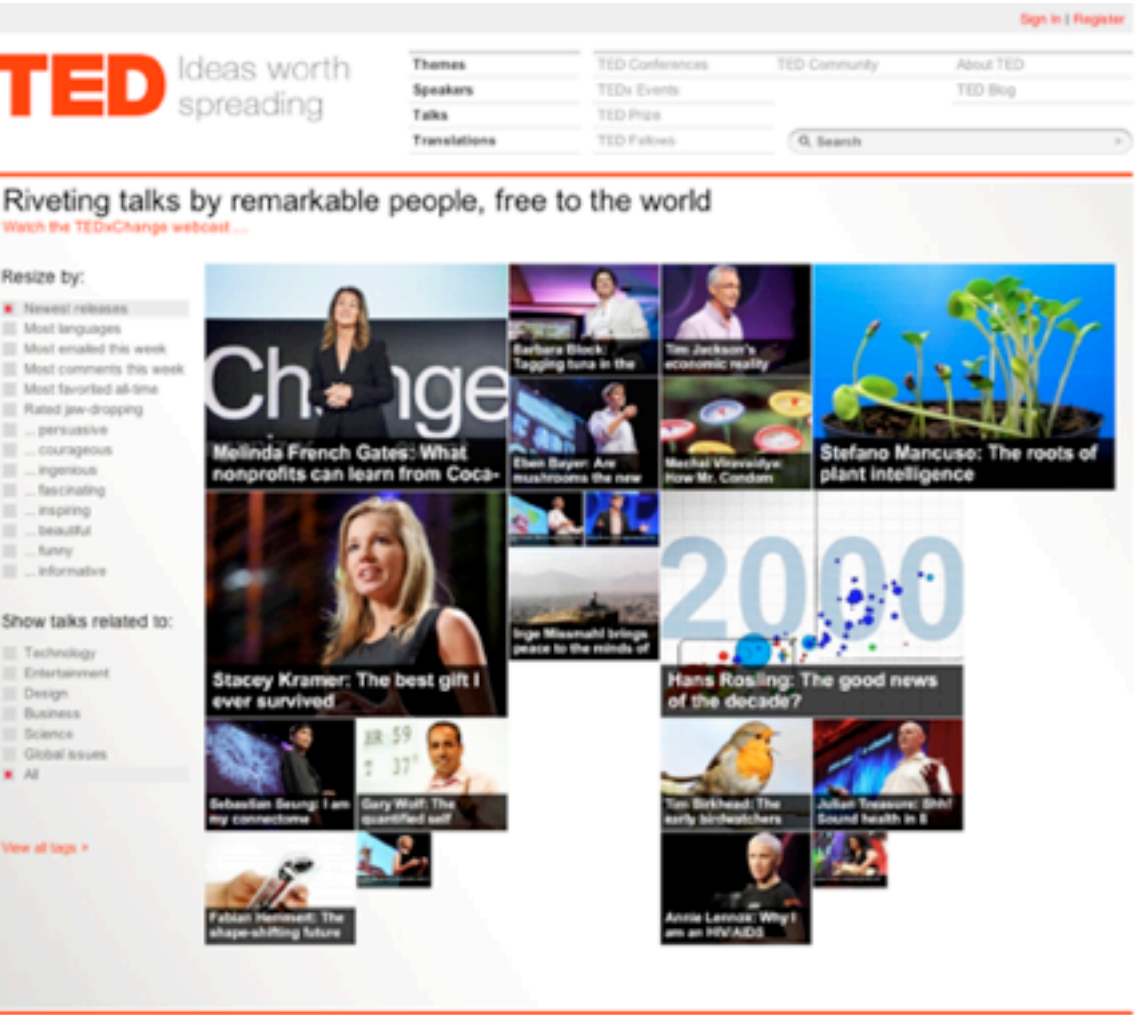 Sign in | Register
TED Ideas worth spreading
Themes
Speakers
Talks
Translations
TED Conferences
TEDx Events
TED Prize
TED Fellows
TED Community
About TED
TED Blog
Search
Riveting talks by remarkable people, free to the world
Watch the TEDxChange webcast ...
Resize by:
Newest releases
Most languages
Most emailed this week
Most comments this week
Most favorited all-time
Rated jaw-dropping
... persuasive
... courageous
... ingenious
... fascinating
... inspiring
... beautiful
... funny
... informative
Show talks related to:
Technology
Entertainment
Design
Business
Science
Global issues
All
View all tags »
Change
Melinda French Gates: What
nonprofits can learn from Coca-
Barbara Block:
Tagging tuna in the
Tim Jackson's
economic reality
Eben Bayer: Are
mushrooms the new
Mechai Viravaidya:
How Mr. Condom
Stefano Mancuso: The roots of
plant intelligence
Stacey Kramer: The best gift I
ever survived
Inge Missmahl brings
peace to the minds of
2000
Hans Rosling: The good news
of the decade?
Sebastian Seung: I am
my connectome
HR 59
T 37°
Gary Wolf: The
quantified self
Tim Birkhead: The
early birdwatchers
Julian Treasure: Shh!
Sound health in 8
Fabian Hemmert: The
shape-shifting future
Annie Lennox: Why I
am an HIV/AIDS